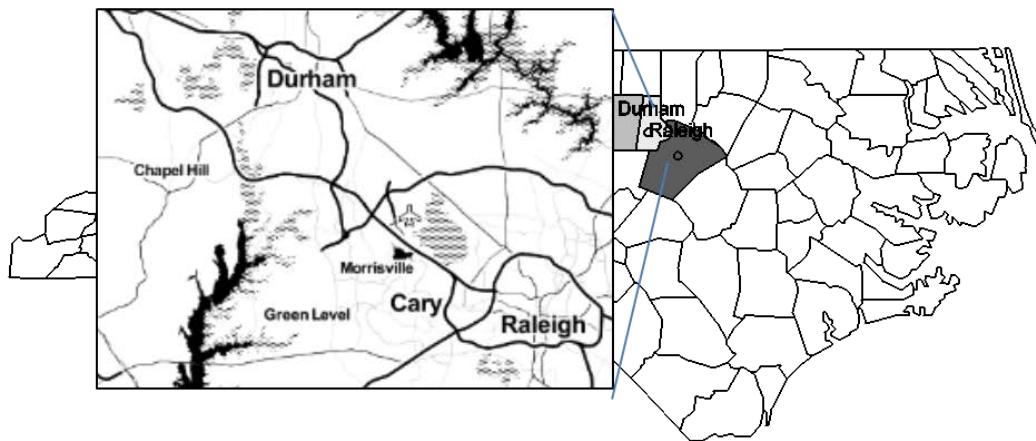 Durham
Chapel Hill
Morrisville
Cary
Green Level
Raleigh
Durham
Raleigh